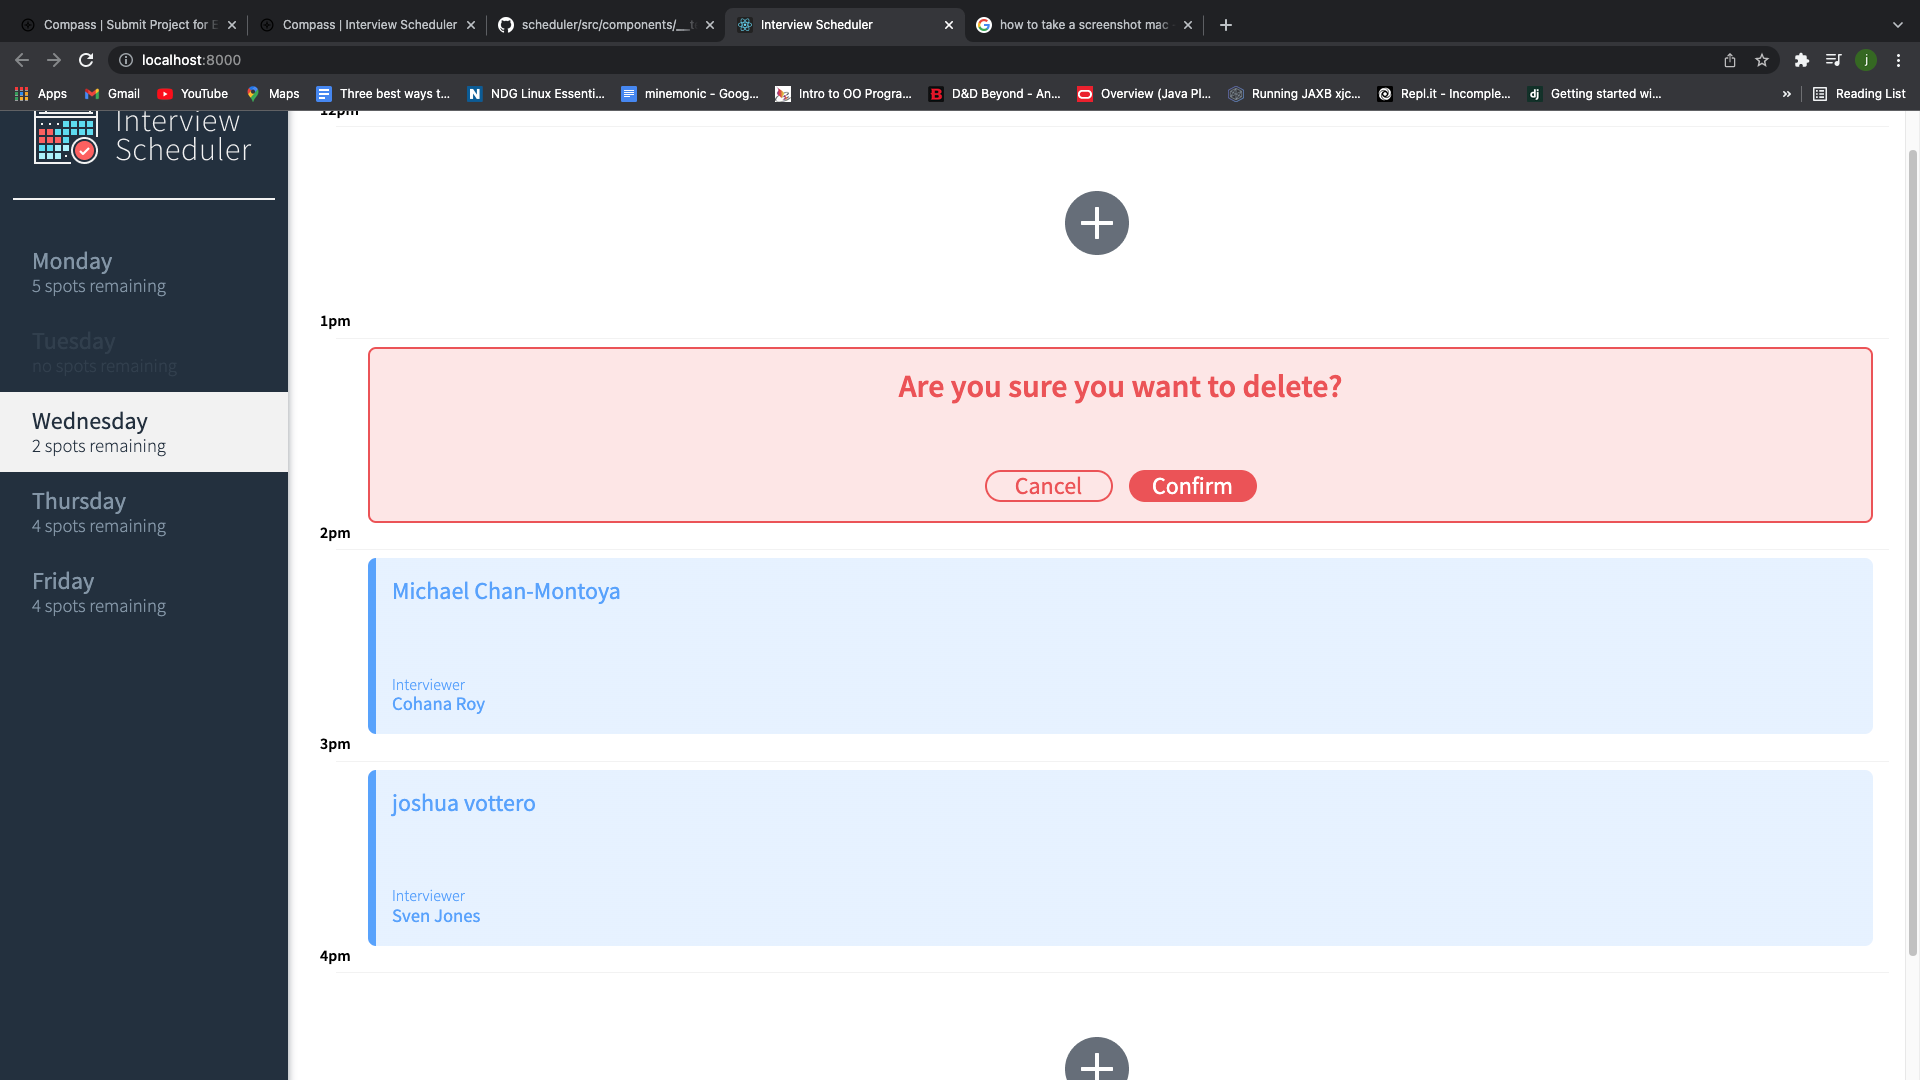 Compass | Submit Project for E
Compass | Interview Scheduler
scheduler/src/components/__t
Interview Scheduler
how to take a screenshot mac
localhost:8000
j
Apps
Gmail
YouTube
Maps
Three best ways t...
NDG Linux Essenti...
minemonic - Goog...
Intro to OO Progra...
D&D Beyond - An...
Overview (Java Pl...
Running JAXB xjc...
Repl.it - Incomple...
Getting started wi...
»
Reading List
Interview
Scheduler
Monday
5 spots remaining
Tuesday
no spots remaining
Wednesday
2 spots remaining
Thursday
4 spots remaining
Friday
4 spots remaining
12pm
1pm
Are you sure you want to delete?
Cancel
Confirm
2pm
Michael Chan-Montoya
Interviewer
Cohana Roy
3pm
joshua vottero
Interviewer
Sven Jones
4pm